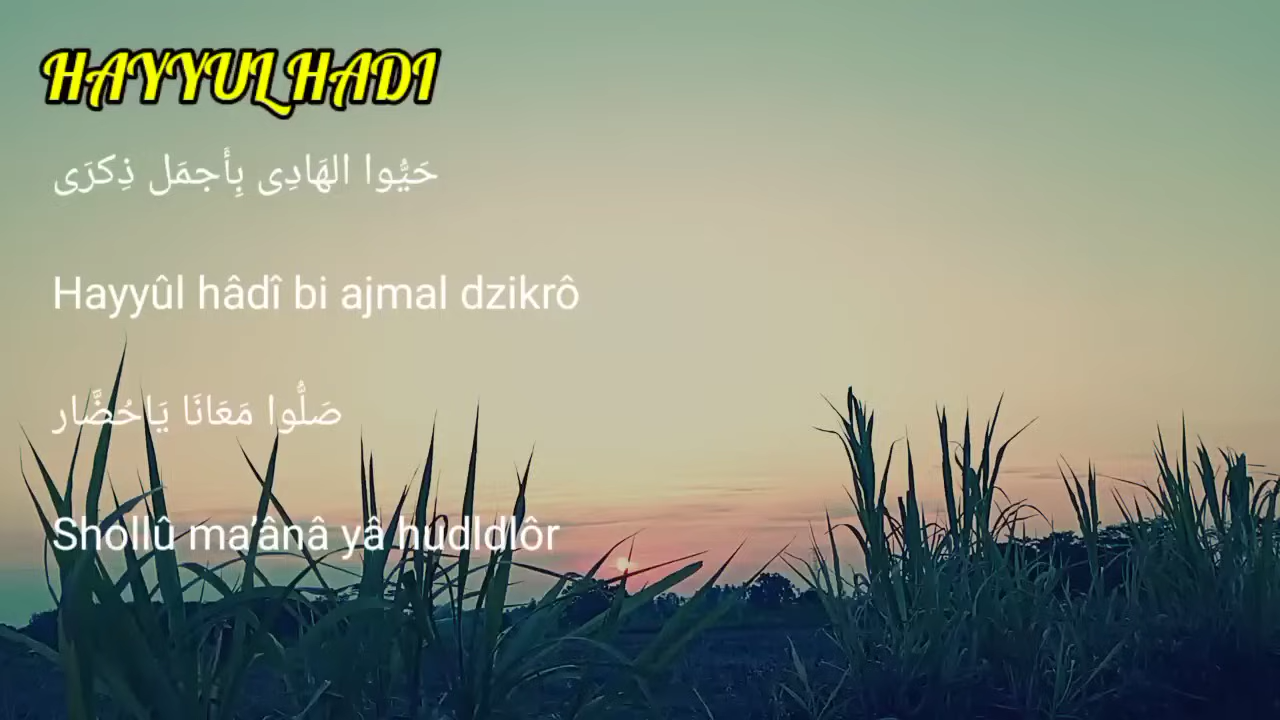 HAYYUL HADI
حَيُّوا الهَادِى بِأَجمَل ذِكرَى
Hayyûl hâdî bi ajmal dzikrô
صَلُّوا مَعَانَا يَاحُضَّار
Shollû ma'ânâ yâ hudldlôr